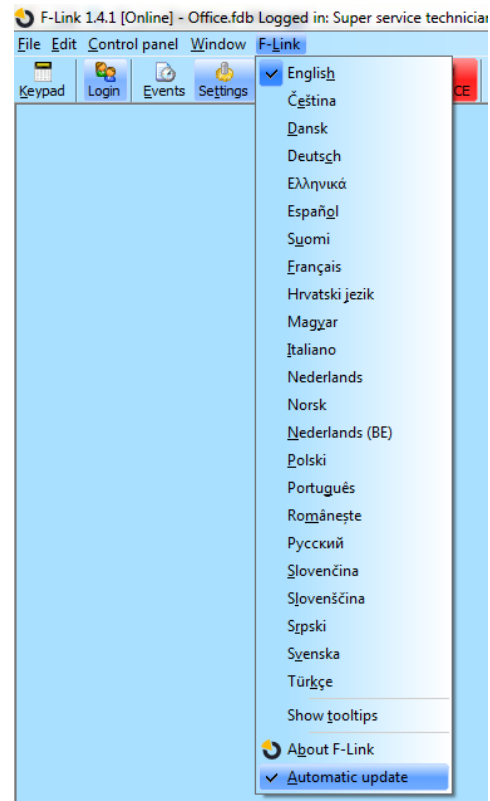 F-Link 1.4.1 [Online] - Office.fdb Logged in: Super service technician
File Edit Control panel Window F-Link
Keypad Login Events Settings
English
Čeština
Dansk
Deutsch
Ελληνικά
Español
Suomi
Français
Hrvatski jezik
Magyar
Italiano
Nederlands
Norsk
Nederlands (BE)
Polski
Português
Românește
Русский
Slovenčina
Slovenščina
Srpski
Svenska
Türkçe
Show tooltips
About F-Link
Automatic update